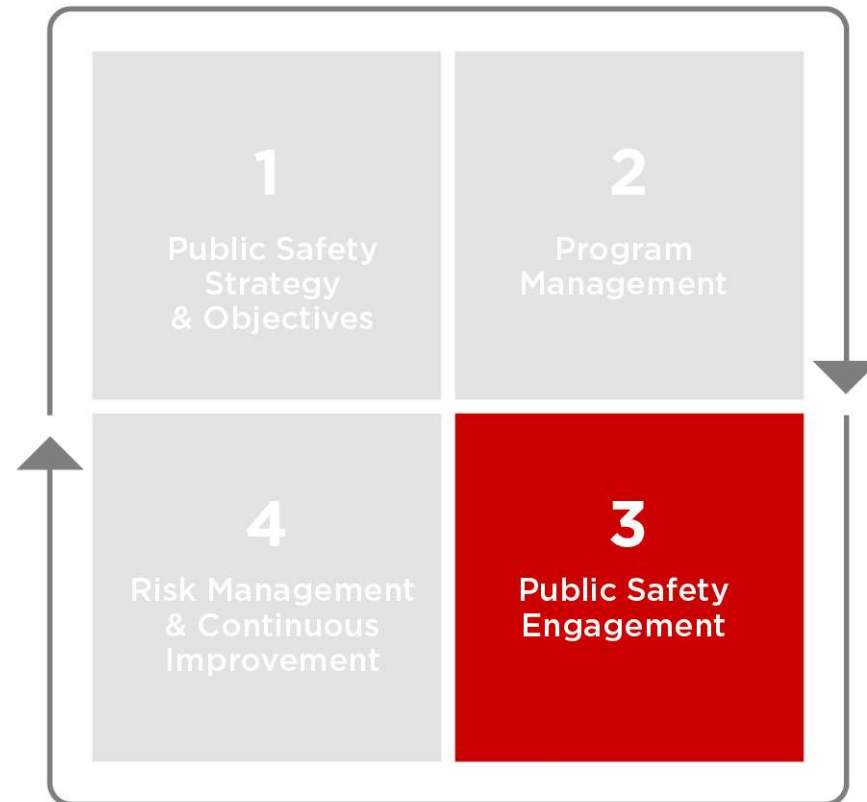 1
Public Safety
Strategy
& Objectives
2
Program
Management
4
Risk Management
& Continuous
Improvement
3
Public Safety
Engagement